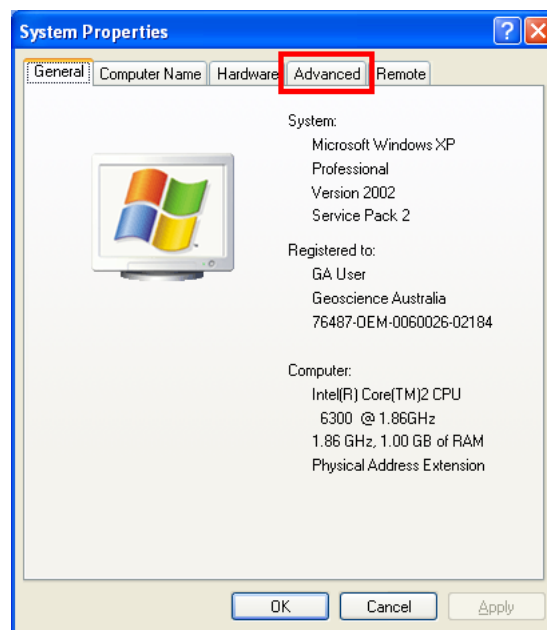 System Properties
General Computer Name Hardware Advanced Remote
System:
Microsoft Windows XP
Professional
Version 2002
Service Pack 2
Registered to:
GA User
Geoscience Australia
76487-OEM-0060026-02184
Computer:
Intel(R) Core(TM)2 CPU
6300 @ 1.86GHz
1.86 GHz, 1.00 GB of RAM
Physical Address Extension
OK Cancel Apply